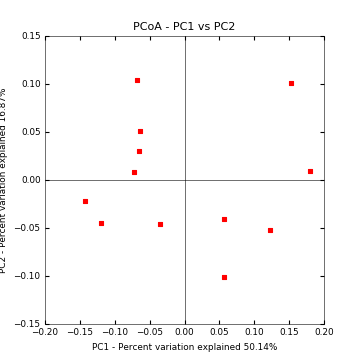 PCoA - PC1 vs PC2
0.15
0.10
0.05
0.00
−0.05
−0.10
−0.15
PC2 - Percent variation explained 16.87%
−0.20 −0.15 −0.10 −0.05 0.00 0.05 0.10 0.15 0.20
PC1 - Percent variation explained 50.14%